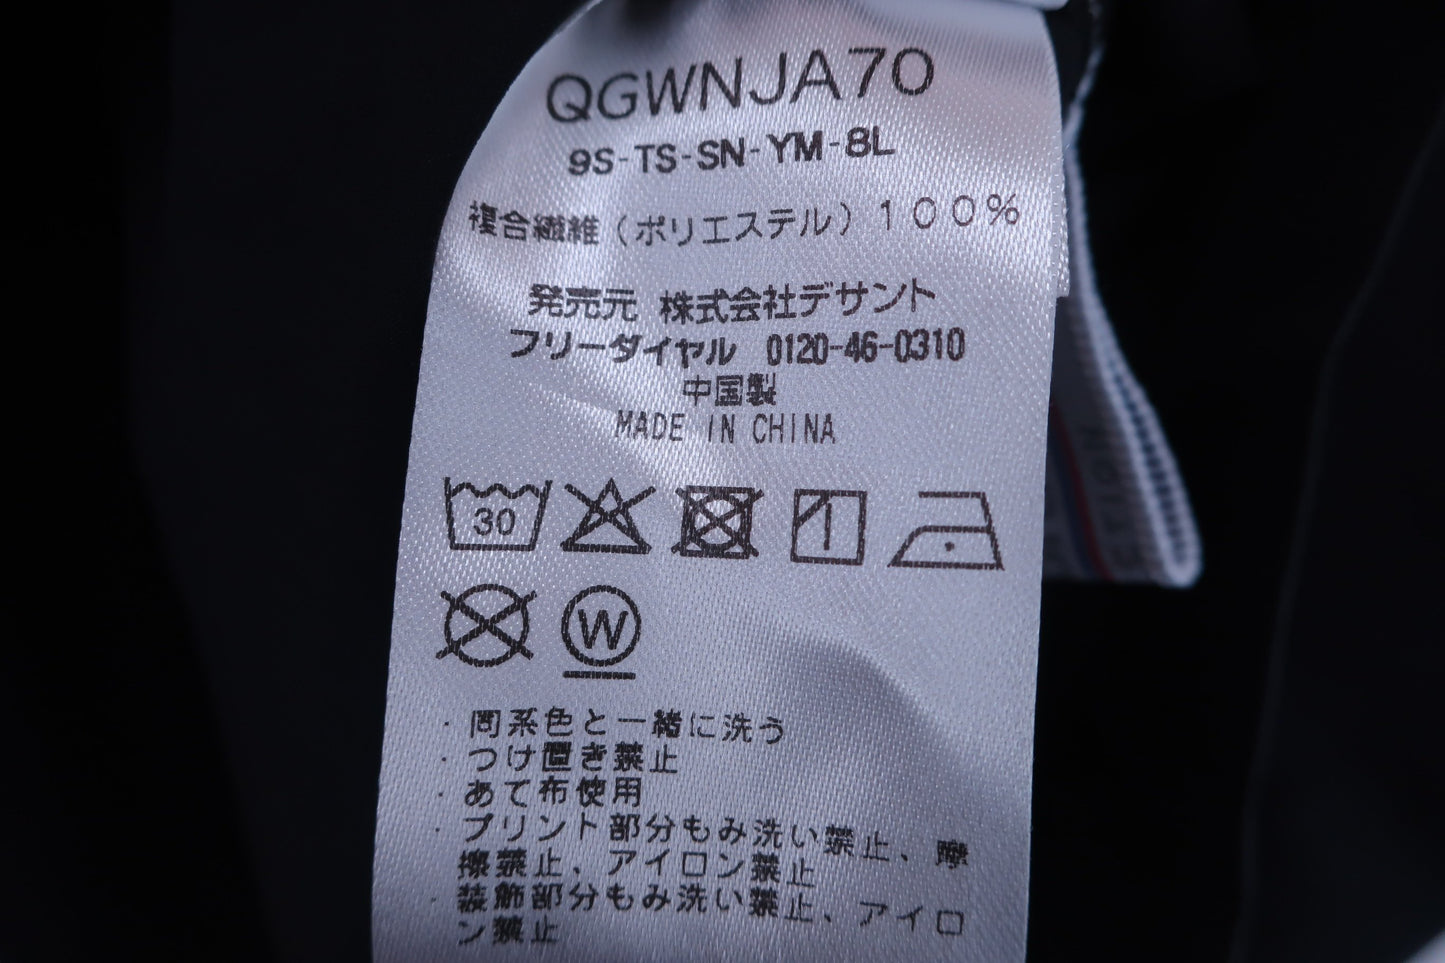 QGWNJA70
9S-TS-SN-YM-8L
複合繊維(ポリエステル)100%
発売元 株式会社デサント
フリーダイヤル 0120-46-0310
中国製
MADE IN CHINA
30
W
・同系色と一緒に洗う
・つけ置き禁止
・あて布使用
・プリント部分もみ洗い禁止、摩
擦禁止、アイロン禁止
・装飾部分もみ洗い禁止、アイロ
ン禁止